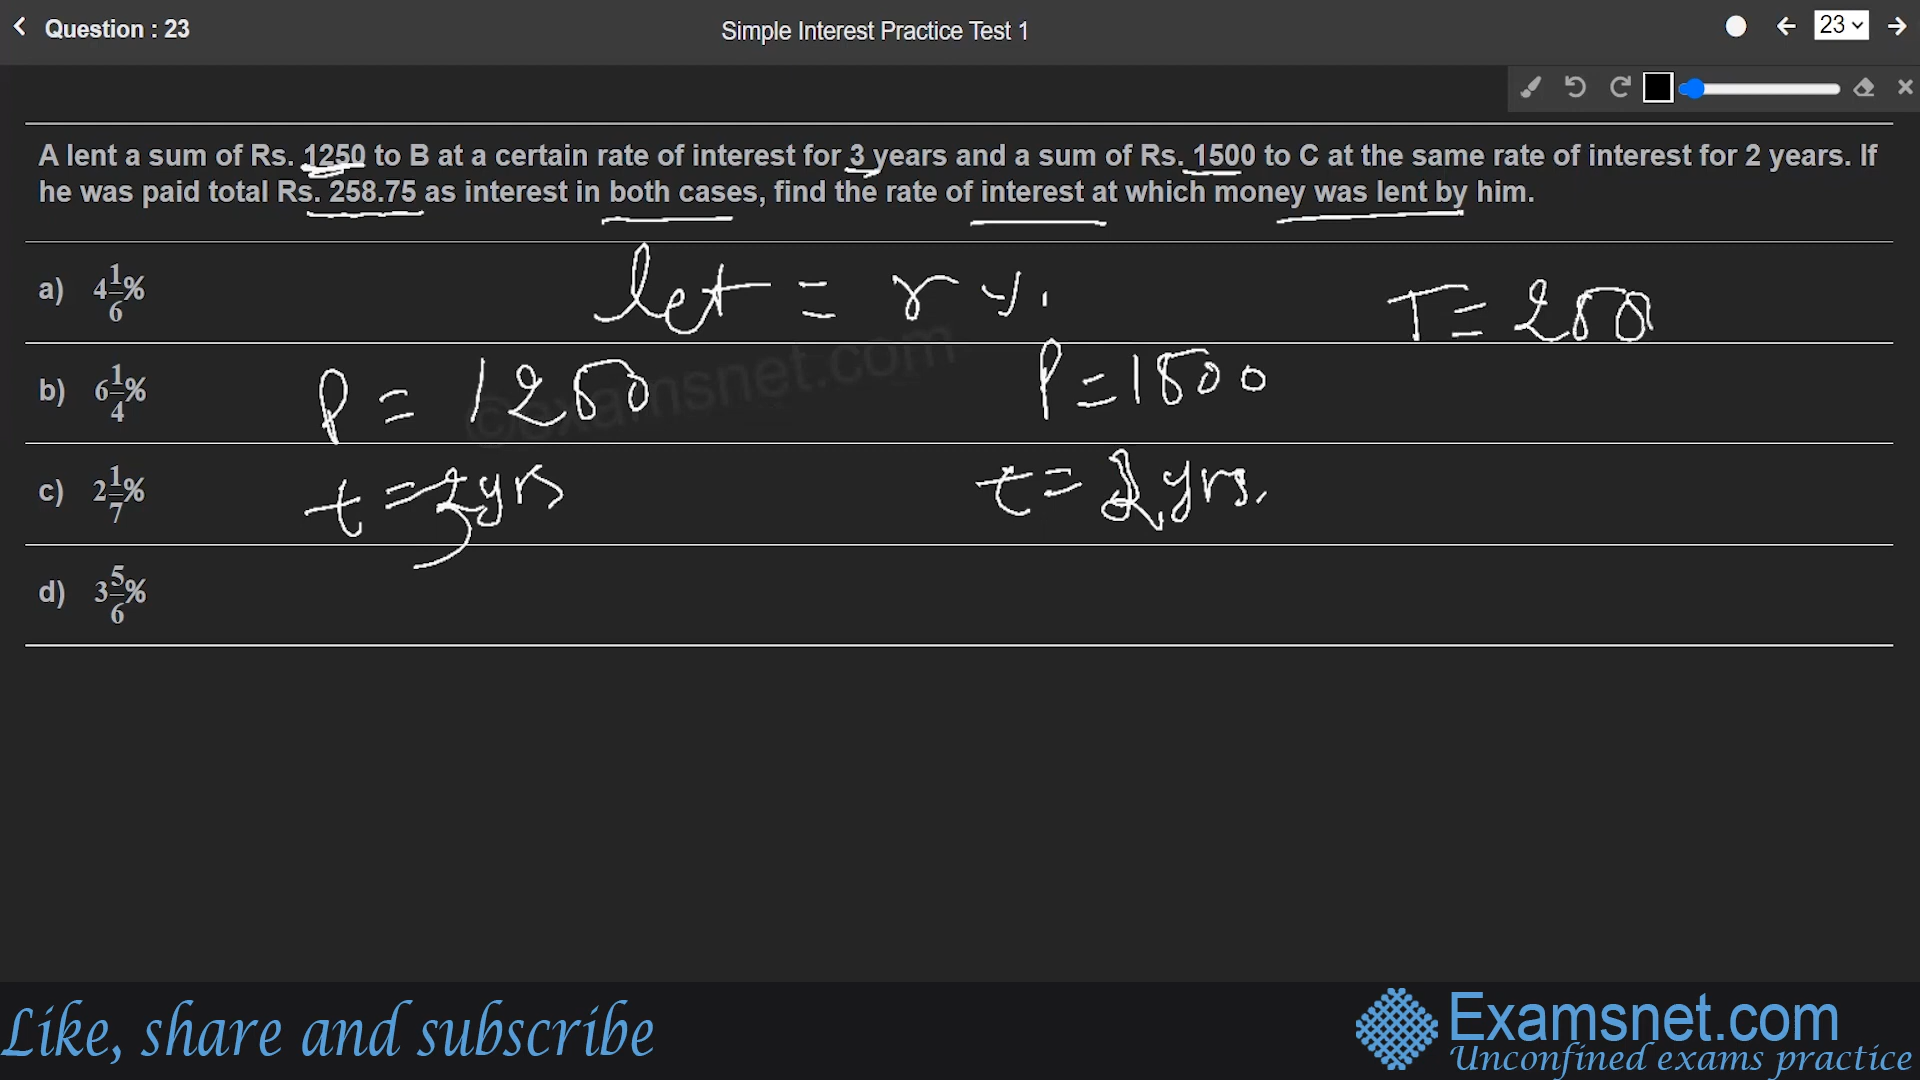 Question : 23
Simple Interest Practice Test 1
23
A lent a sum of Rs. 1250 to B at a certain rate of interest for 3 years and a sum of Rs. 1500 to C at the same rate of interest for 2 years. If
he was paid total Rs. 258.75 as interest in both cases, find the rate of interest at which money was lent by him.
a) 4 1/6 %
let = r %.
T = 250
b) 6 1/4 %
P = 1250
P = 1500
c) 2 1/7 %
t = 3 yrs
t = 2 yrs.
d) 3 5/6 %
©examsnet.com
Like, share and subscribe
Examsnet.com
Unconfined exams practice